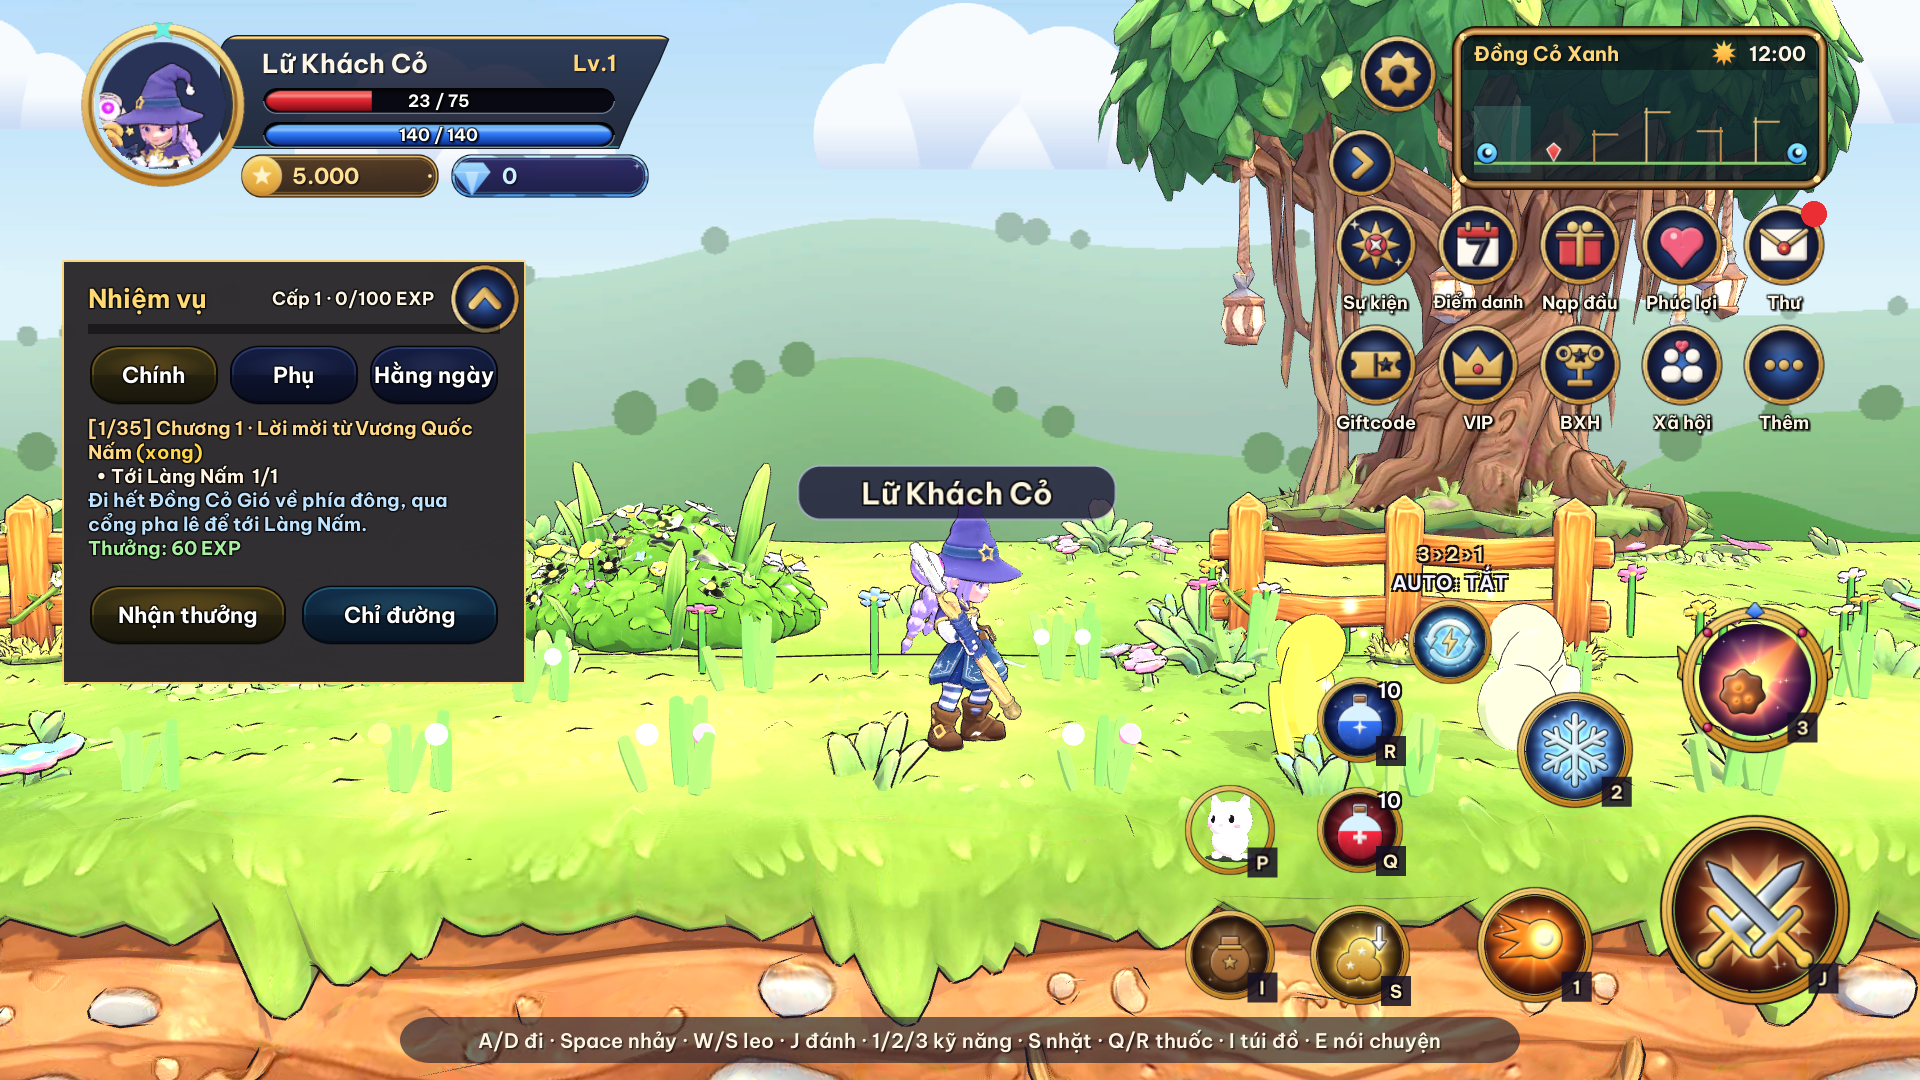 Lữ Khách Cỏ
Lv.1
23 / 75
140 / 140
5.000
0
Đồng Cỏ Xanh
12:00
Sự kiện
7
Điểm danh
Nạp đầu
Phúc lợi
Thư
Giftcode
VIP
BXH
Xã hội
Thêm
Nhiệm vụ
Cấp 1 · 0/100 EXP
Chính
Phụ
Hằng ngày
[1/35] Chương 1 · Lời mời từ Vương Quốc
Nấm (xong)
• Tới Làng Nấm 1/1
Đi hết Đồng Cỏ Gió về phía đông, qua
cổng pha lê để tới Làng Nấm.
Thưởng: 60 EXP
Nhận thưởng
Chỉ đường
Lữ Khách Cỏ
3›2›1
AUTO: TẮT
10
R
3
2
10
Q
P
I
S
1
J
A/D đi · Space nhảy · W/S leo · J đánh · 1/2/3 kỹ năng · S nhặt · Q/R thuốc · I túi đồ · E nói chuyện